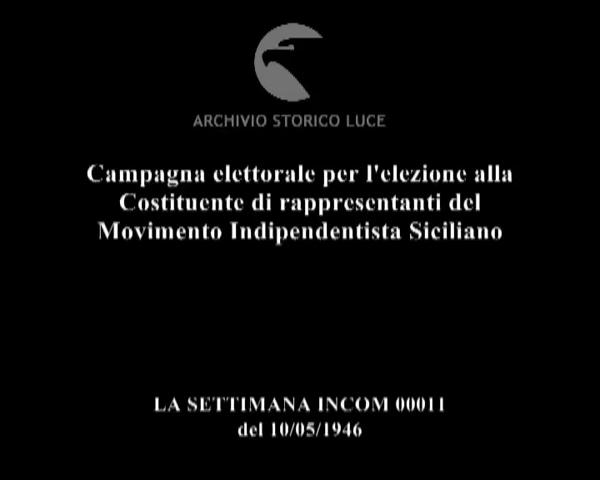 ARCHIVIO STORICO LUCE
Campagna elettorale per l'elezione alla
Costituente di rappresentanti del
Movimento Indipendentista Siciliano
LA SETTIMANA INCOM 00011
del 10/05/1946